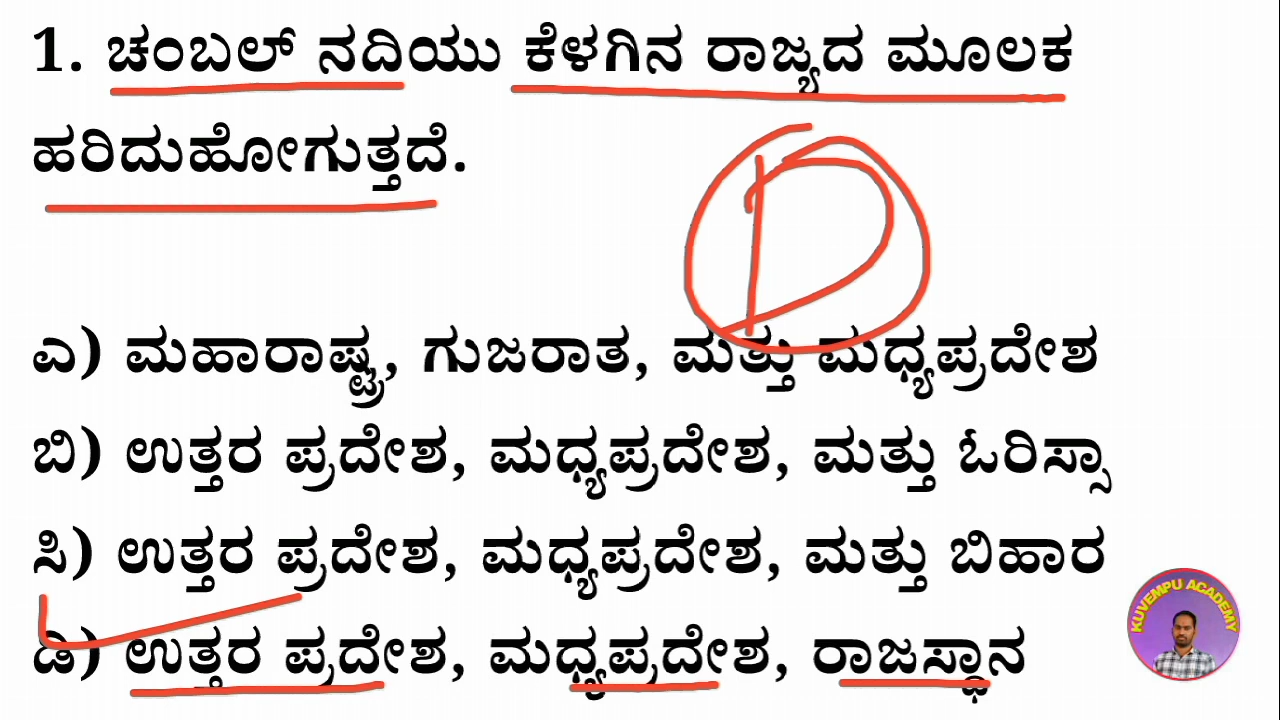 1. ಚಂಬಲ್ ನದಿಯು ಕೆಳಗಿನ ರಾಜ್ಯದ ಮೂಲಕ
ಹರಿದುಹೋಗುತ್ತದೆ.
D
ಎ) ಮಹಾರಾಷ್ಟ್ರ, ಗುಜರಾತ, ಮತ್ತು ಮಧ್ಯಪ್ರದೇಶ
ಬಿ) ಉತ್ತರ ಪ್ರದೇಶ, ಮಧ್ಯಪ್ರದೇಶ, ಮತ್ತು ಓರಿಸ್ಸಾ
ಸಿ) ಉತ್ತರ ಪ್ರದೇಶ, ಮಧ್ಯಪ್ರದೇಶ, ಮತ್ತು ಬಿಹಾರ
ಡಿ) ಉತ್ತರ ಪ್ರದೇಶ, ಮಧ್ಯಪ್ರದೇಶ, ರಾಜಸ್ಥಾನ
KUVEMPU ACADEMY